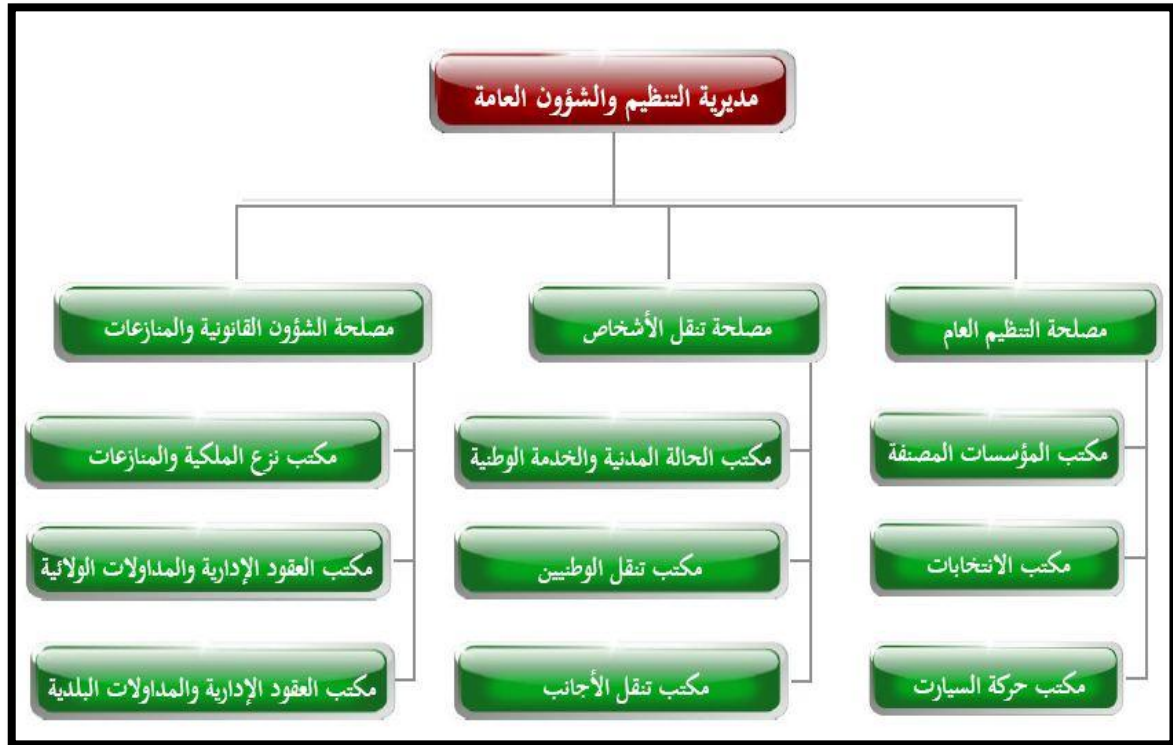 مديرية التنظيم والشؤون العامة
مصلحة التنظيم العام
مصلحة تنقل الأشخاص
مصلحة الشؤون القانونية والمنازعات
مكتب المؤسسات المصنفة
مكتب الحالة المدنية والخدمة الوطنية
مكتب نزع الملكية والمنازعات
مكتب الانتخابات
مكتب تنقل الوطنيين
مكتب العقود الإدارية والمداولات الولائية
مكتب حركة السيارت
مكتب تنقل الأجانب
مكتب العقود الإدارية والمداولات البلدية